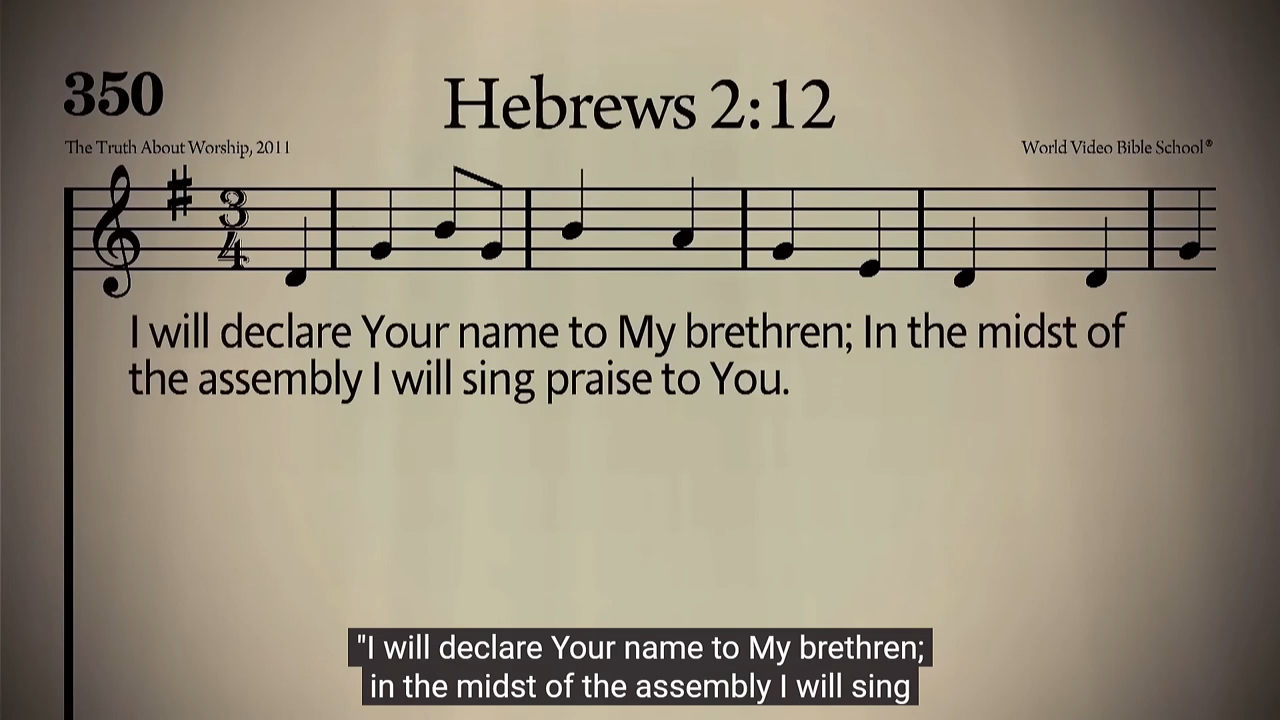 350
Hebrews 2:12
The Truth About Worship, 2011
World Video Bible School®
3
4
I will declare Your name to My brethren; In the midst of
the assembly I will sing praise to You.
"I will declare Your name to My brethren;
in the midst of the assembly I will sing